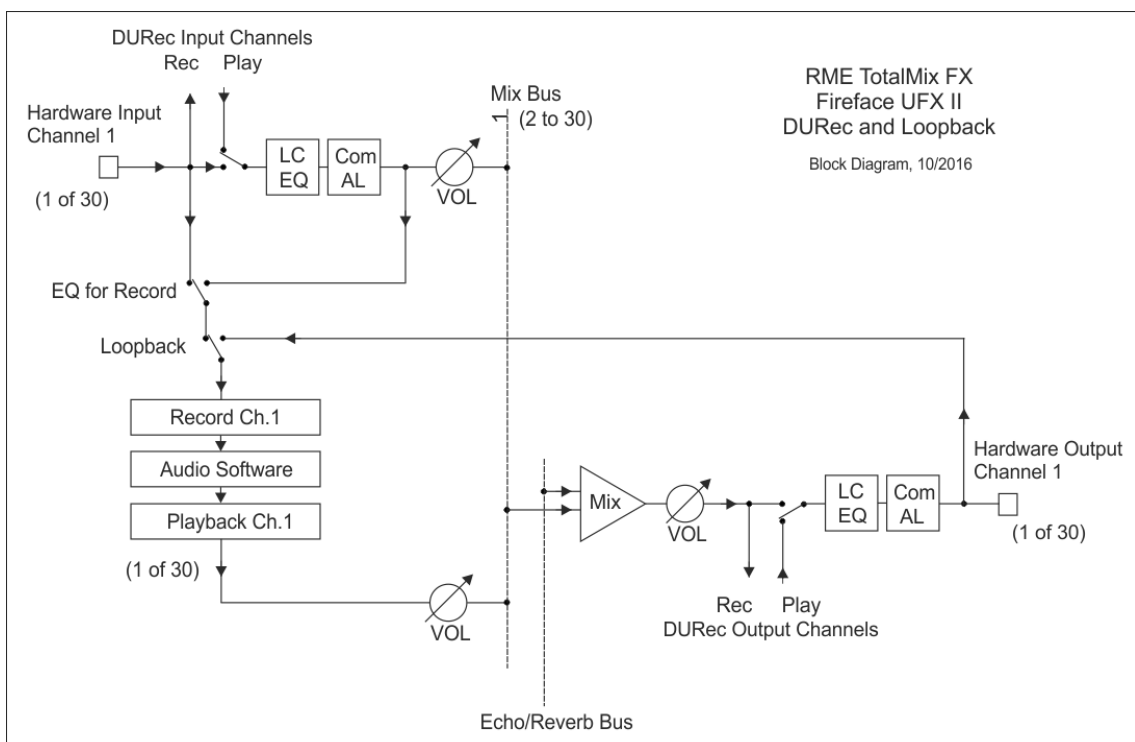 DURec Input Channels
Rec Play
RME TotalMix FX
Fireface UFX II
DURec and Loopback
Block Diagram, 10/2016
Hardware Input
Channel 1
(1 of 30)
LC
EQ
Com
AL
VOL
Mix Bus
1 (2 to 30)
EQ for Record
Loopback
Record Ch.1
Audio Software
Playback Ch.1
(1 of 30)
VOL
Mix
VOL
LC
EQ
Com
AL
Hardware Output
Channel 1
(1 of 30)
Rec Play
DURec Output Channels
Echo/Reverb Bus